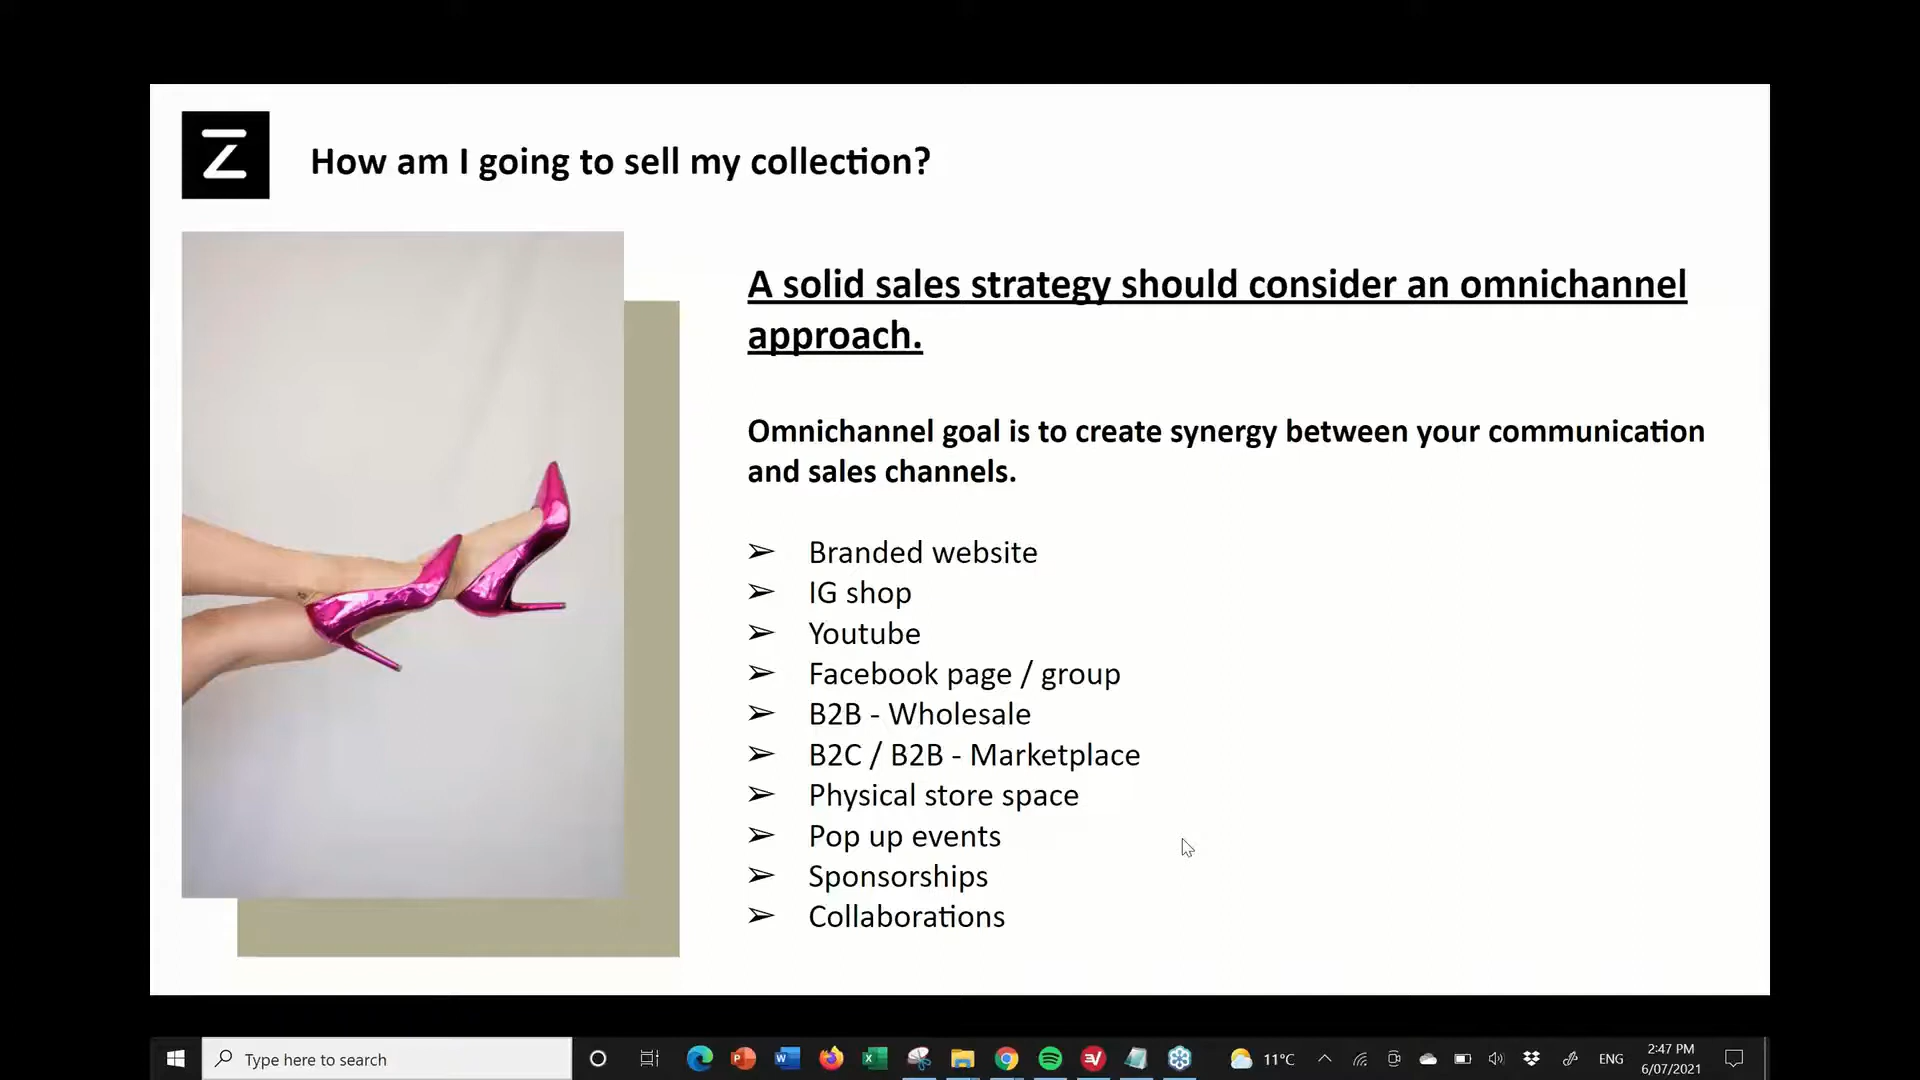 Z
How am I going to sell my collection?
A solid sales strategy should consider an omnichannel
approach.
Omnichannel goal is to create synergy between your communication
and sales channels.
➢ Branded website
➢ IG shop
➢ Youtube
➢ Facebook page / group
➢ B2B - Wholesale
➢ B2C / B2B - Marketplace
➢ Physical store space
➢ Pop up events
➢ Sponsorships
➢ Collaborations
Type here to search
11°C
ENG
2:47 PM
6/07/2021